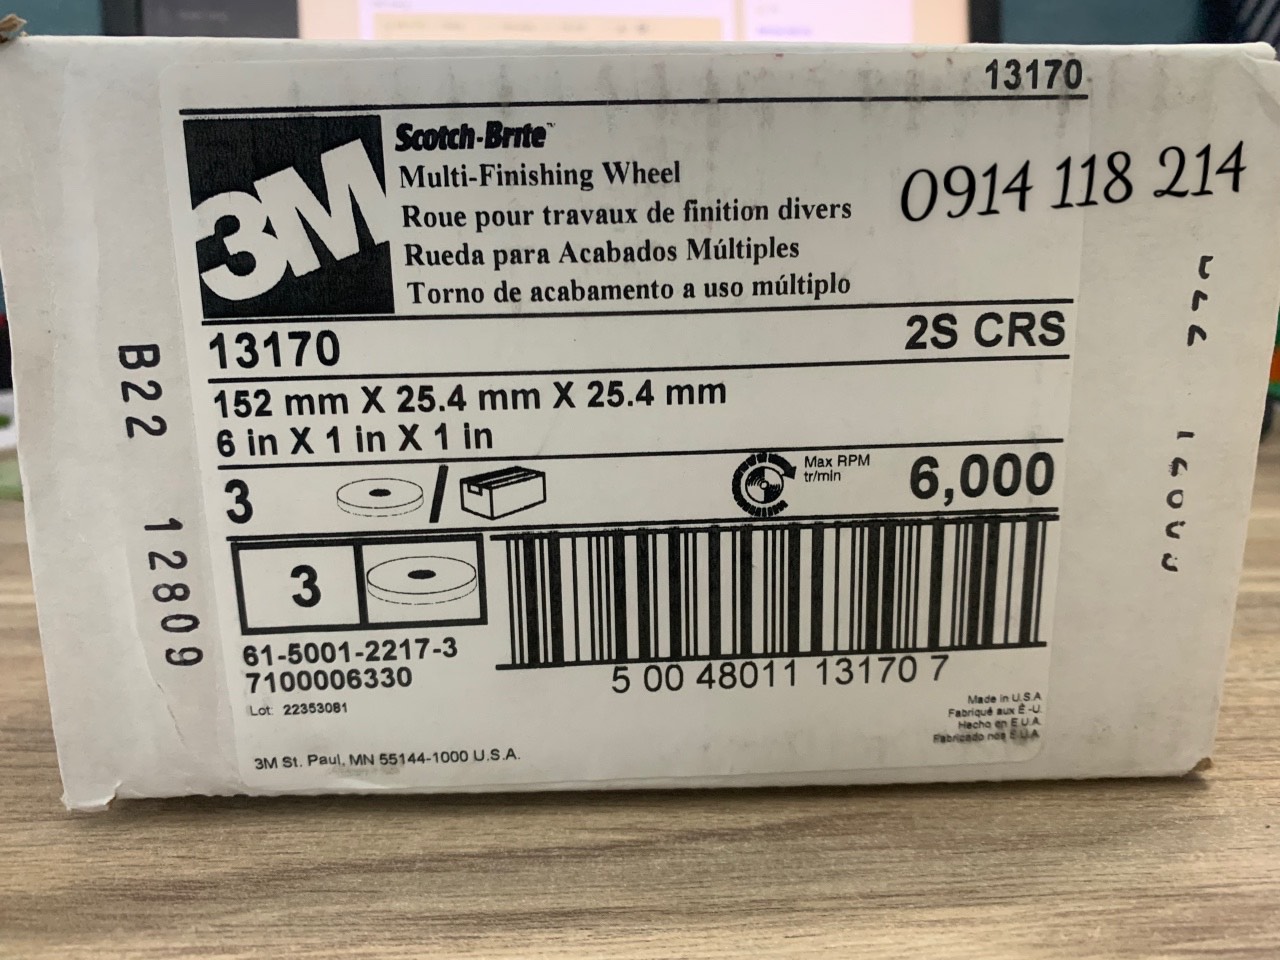 13170
3M
Scotch-Brite™
Multi-Finishing Wheel
Roue pour travaux de finition divers
Rueda para Acabados Múltiples
Torno de acabamento a uso múltiplo
0914 118 214
13170
2S CRS
152 mm X 25.4 mm X 25.4 mm
6 in X 1 in X 1 in
3
/
Max RPM
tr/min
6,000
3
61-5001-2217-3
7100006330
Lot: 22353081
5 00 48011 13170 7
Made in U.S.A
Fabriqué aux É.-U.
Hecho en E.U.A.
Fabricado nos E.U.A.
3M St. Paul, MN 55144-1000 U.S.A.
B22 12809